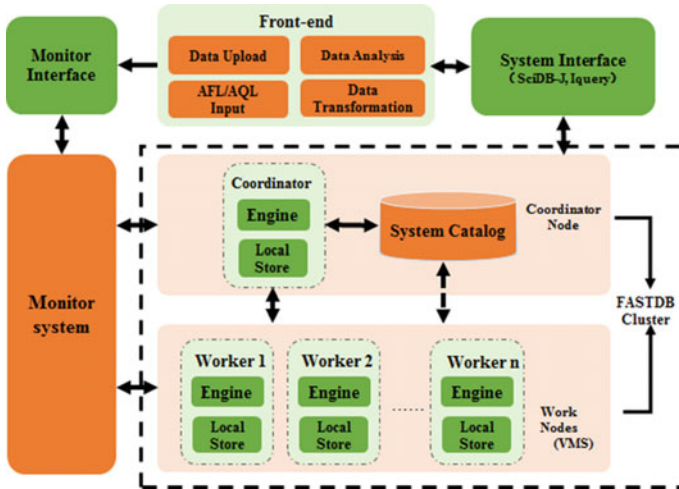 Monitor
Interface
Front-end
Data Upload
Data Analysis
AFL/AQL
Input
Data
Transformation
System Interface
(SciDB-J, Iquery)
Monitor
system
Coordinator
Engine
Local
Store
System Catalog
Coordinator
Node
FASTDB
Cluster
Worker 1
Engine
Local
Store
Worker 2
Engine
Local
Store
Worker n
Engine
Local
Store
Work
Nodes
(VMS)